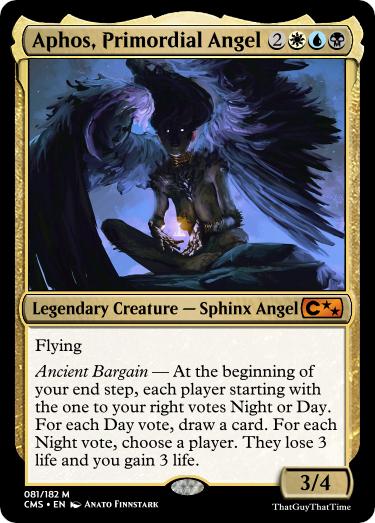 Aphos, Primordial Angel 2
Legendary Creature — Sphinx Angel C
Flying
Ancient Bargain — At the beginning of
your end step, each player starting with
the one to your right votes Night or Day.
For each Day vote, draw a card. For each
Night vote, choose a player. They lose 3
life and you gain 3 life.
3/4
081/182 M
CMS • EN Anato Finnstark
ThatGuyThatTime